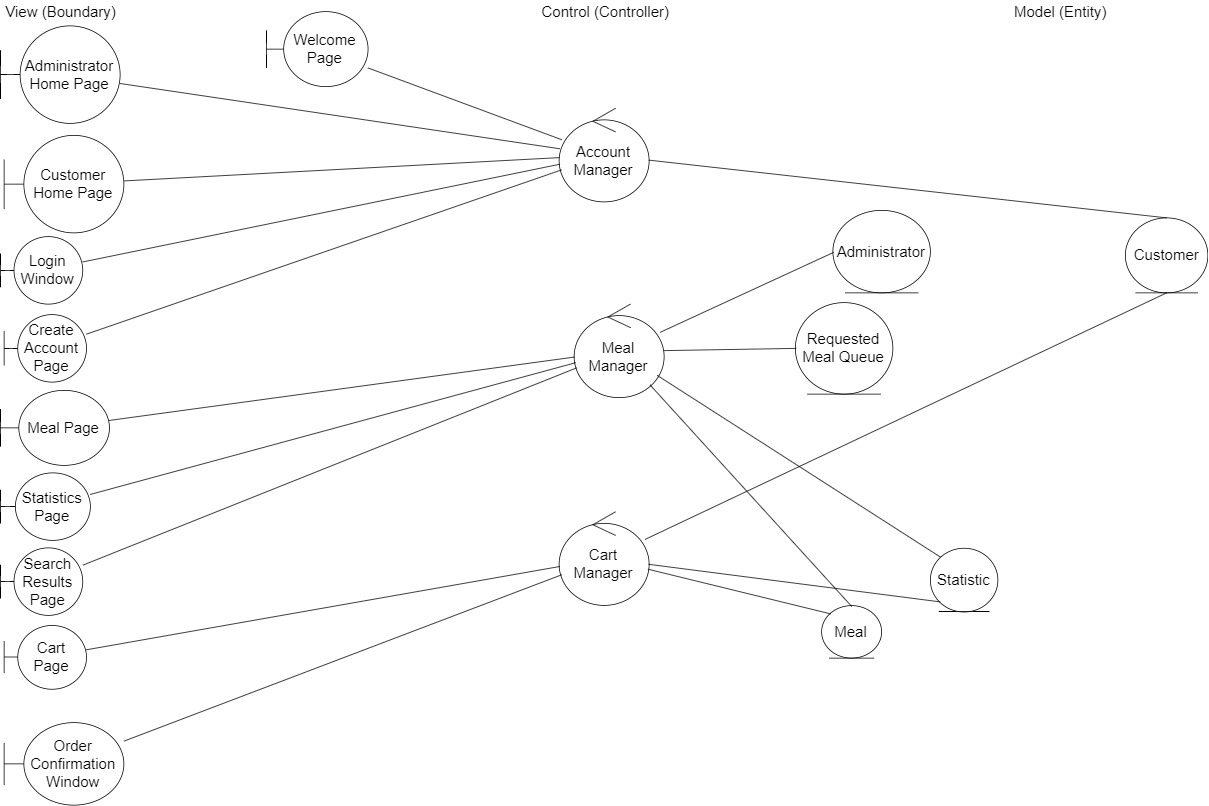 View (Boundary)
Control (Controller)
Model (Entity)
Welcome
Page
Administrator
Home Page
Account
Manager
Customer
Home Page
Administrator
Customer
Login
Window
Create
Account
Page
Requested
Meal Queue
Meal
Manager
Meal Page
Statistics
Page
Search
Results
Page
Cart
Manager
Statistic
Meal
Cart
Page
Order
Confirmation
Window